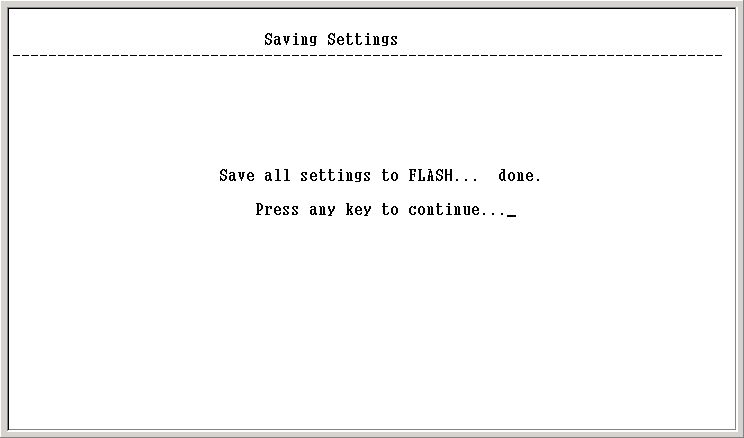 Saving Settings
Save all settings to FLASH... done.
Press any key to continue..._